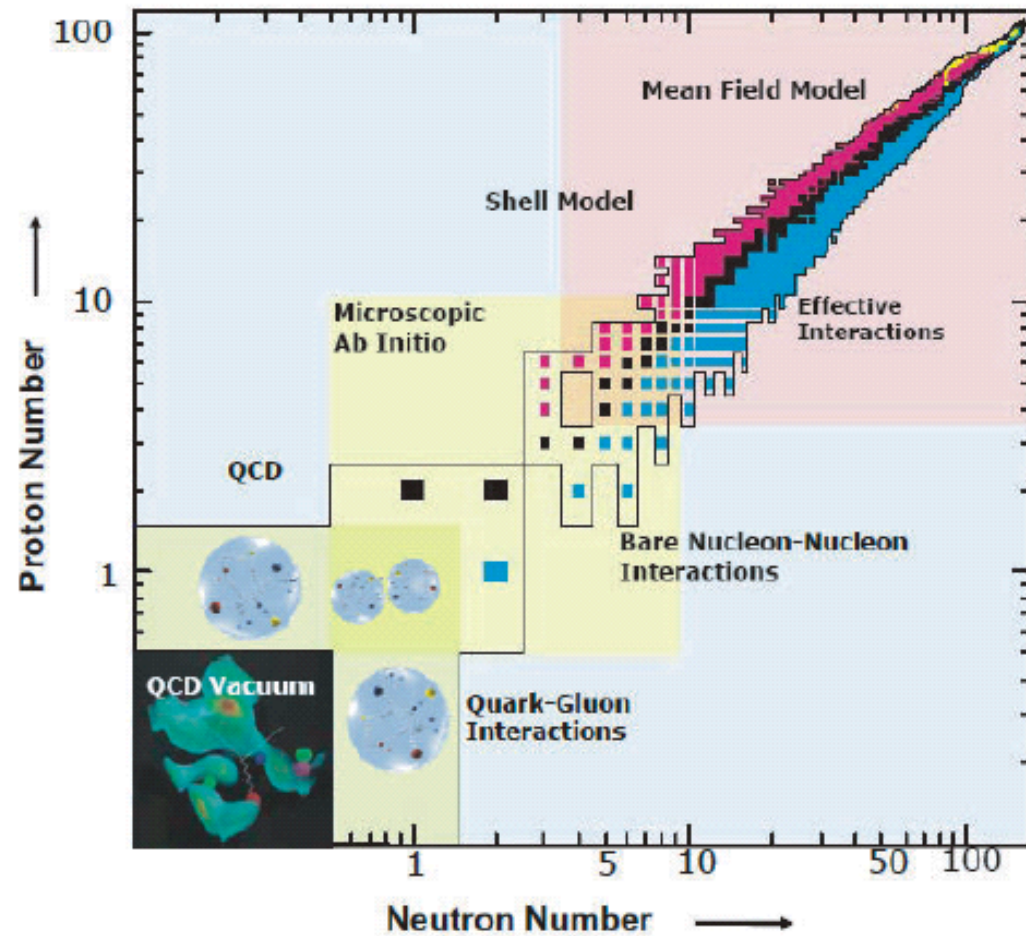 100
Mean Field Model
Shell Model
10
Microscopic
Ab Initio
Effective
Interactions
QCD
Bare Nucleon-Nucleon
Interactions
1
QCD Vacuum
Quark-Gluon
Interactions
Proton Number
1
5
10
50
100
Neutron Number